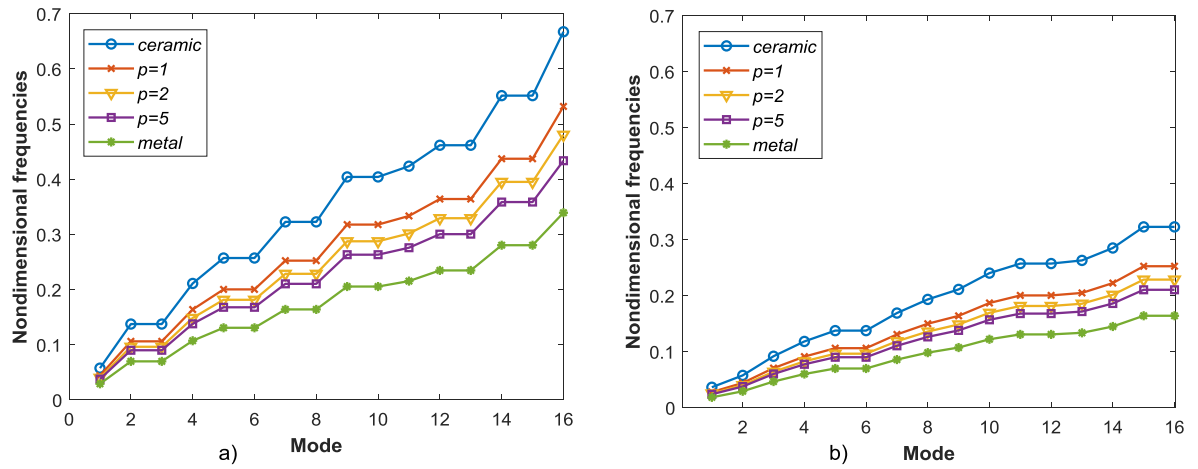 0.7
0.6
0.5
0.4
0.3
0.2
0.1
0
Nondimensional frequencies
ceramic
p=1
p=2
p=5
metal
0 2 4 6 8 10 12 14 16
Mode
a)
0.7
0.6
0.5
0.4
0.3
0.2
0.1
0
Nondimensional frequencies
ceramic
p=1
p=2
p=5
metal
2 4 6 8 10 12 14 16
b) Mode